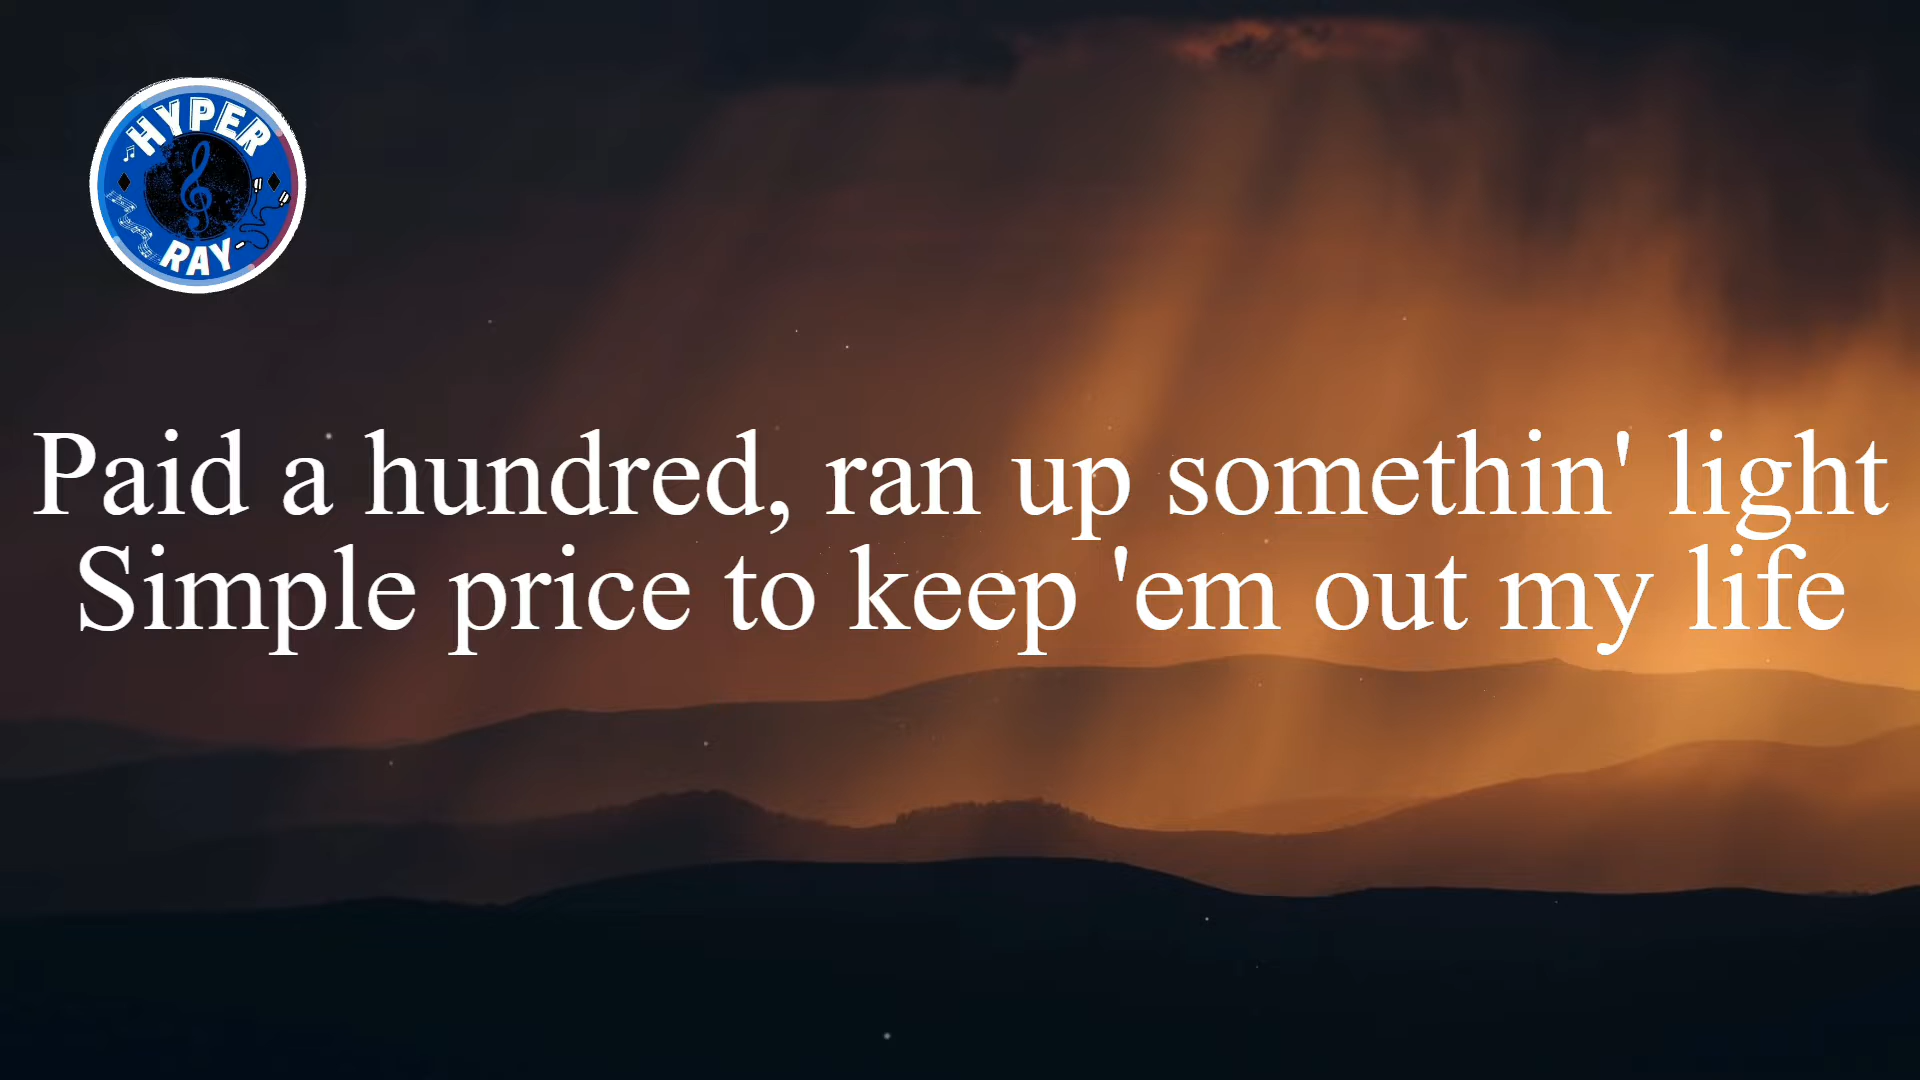 HYPER
RAY
Paid a hundred, ran up somethin' light
Simple price to keep 'em out my life